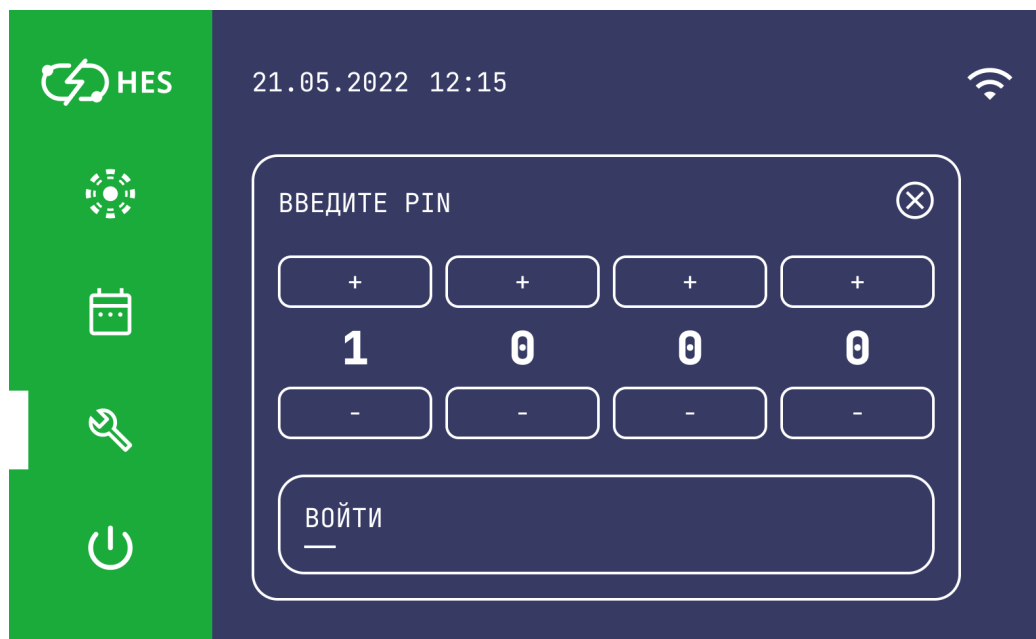 HES
21.05.2022 12:15
ВВЕДИТЕ PIN
+ + + +
1 0 0 0
- - - -
ВОЙТИ